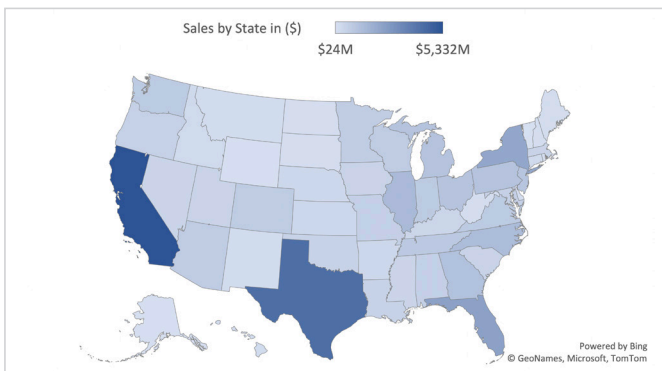 Sales by State in ($)
$24M $5,332M
Powered by Bing
© GeoNames, Microsoft, TomTom